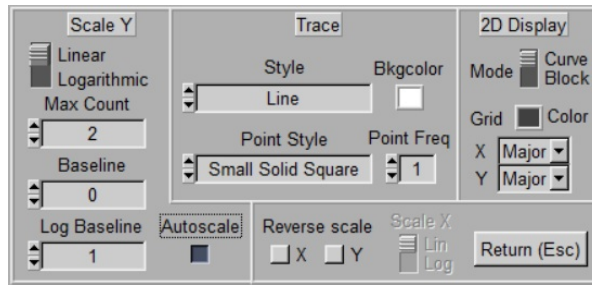 Scale Y
Linear
Logarithmic
Max Count
2
Baseline
0
Log Baseline
1
Autoscale
Trace
Style
Line
Bkgcolor
Point Style
Small Solid Square
Point Freq
1
2D Display
Mode
Curve
Block
Grid
Color
X Major
Y Major
Reverse scale
X Y
Scale X
Lin
Log
Return (Esc)